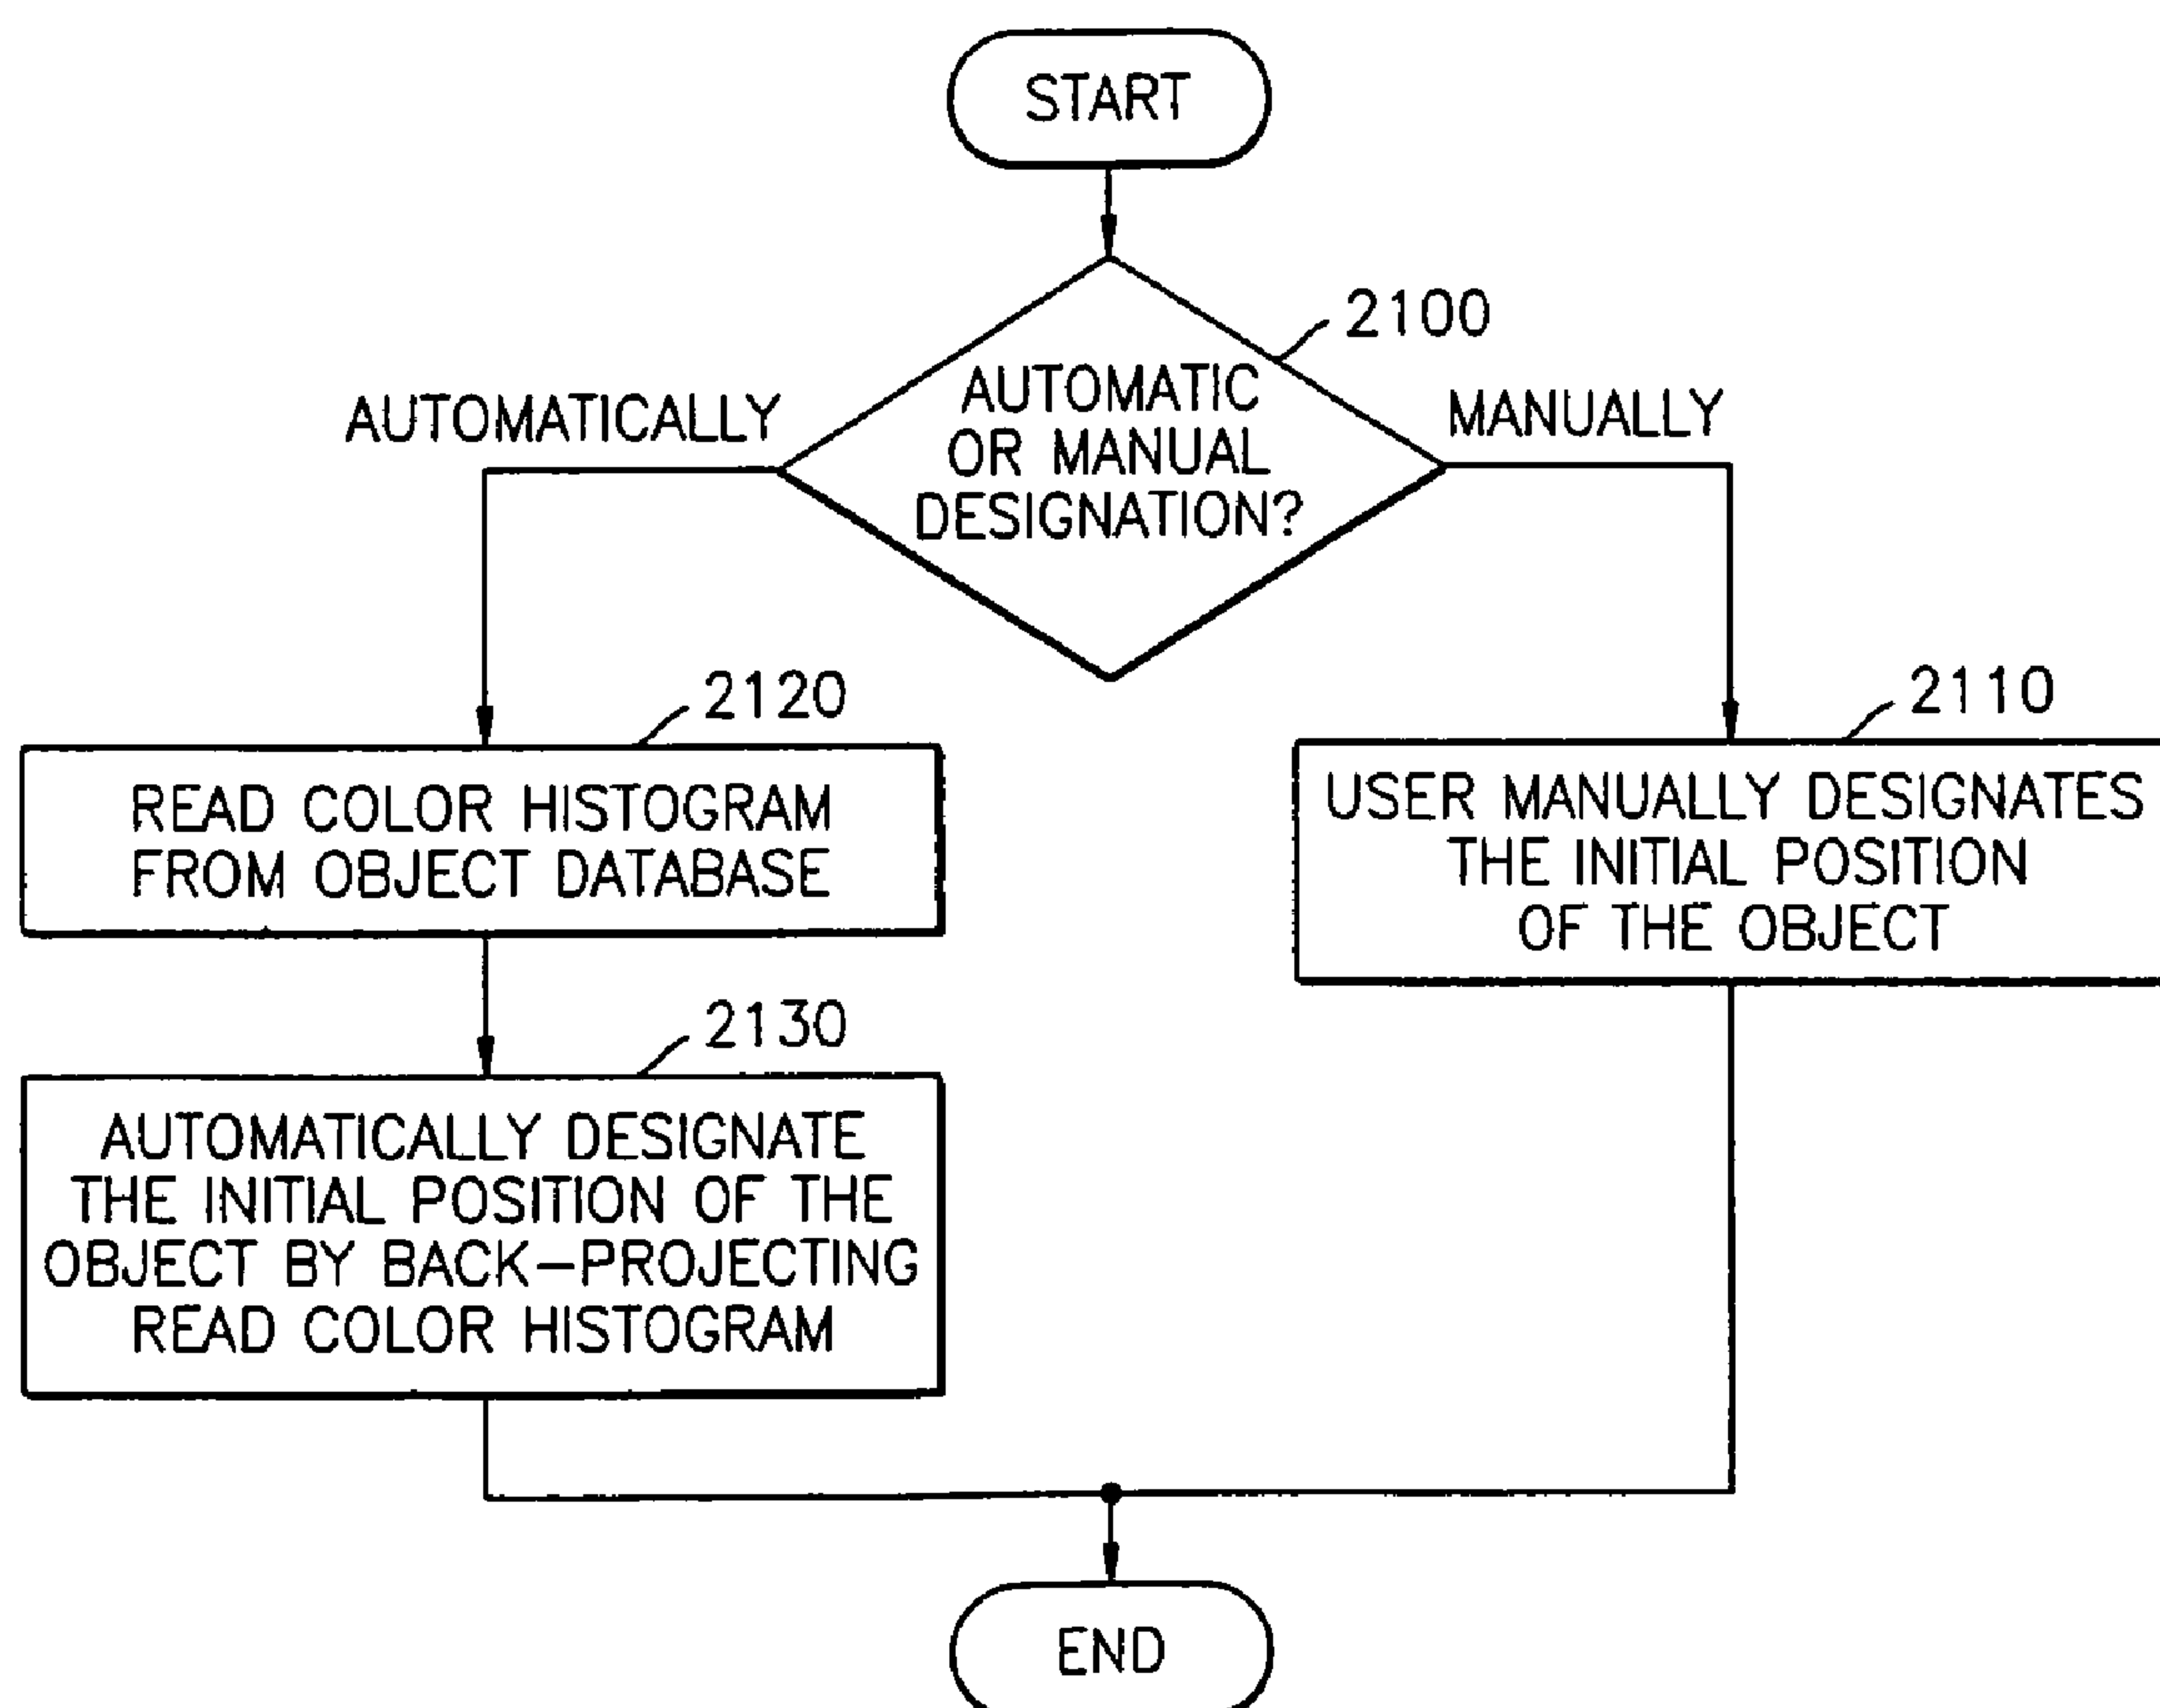 START
2100
AUTOMATIC
OR MANUAL
DESIGNATION?
AUTOMATICALLY
MANUALLY
2120
READ COLOR HISTOGRAM
FROM OBJECT DATABASE
2110
USER MANUALLY DESIGNATES
THE INITIAL POSITION
OF THE OBJECT
2130
AUTOMATICALLY DESIGNATE
THE INITIAL POSITION OF THE
OBJECT BY BACK-PROJECTING
READ COLOR HISTOGRAM
END